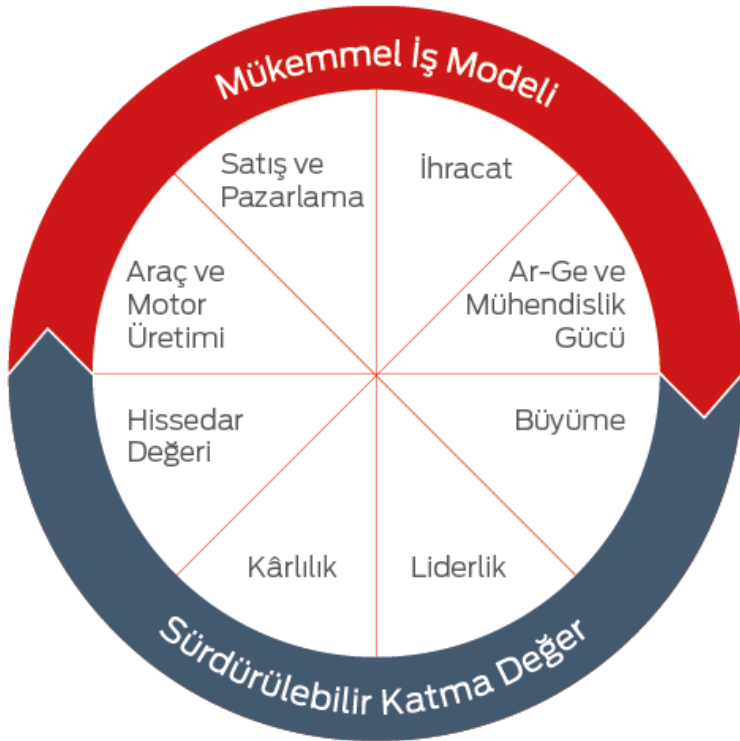 Mükemmel İş Modeli
Satış ve
Pazarlama
İhracat
Araç ve
Motor
Üretimi
Ar-Ge ve
Mühendislik
Gücü
Hissedar
Değeri
Büyüme
Kârlılık
Liderlik
Sürdürülebilir Katma Değer